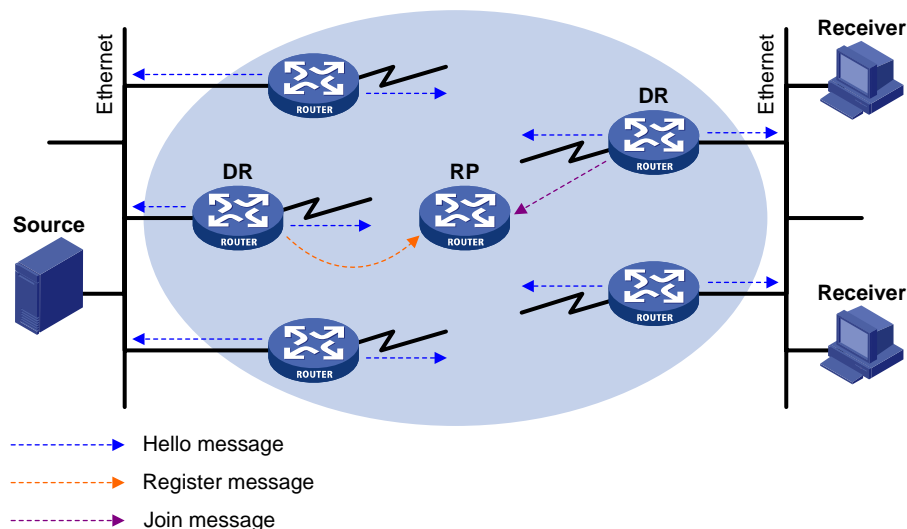 Ethernet
Ethernet
Receiver
ROUTER
DR
ROUTER
DR
RP
ROUTER
ROUTER
Source
ROUTER
Receiver
ROUTER
Hello message
Register message
Join message